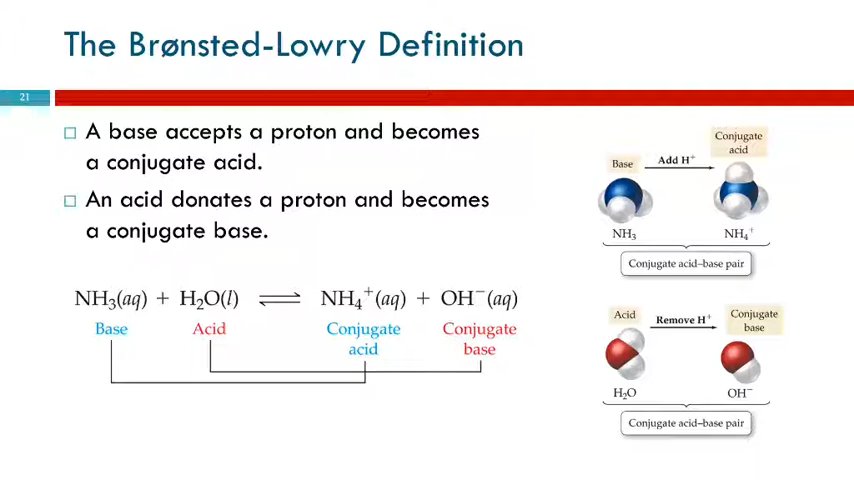 The Brønsted-Lowry Definition
21
A base accepts a proton and becomes
a conjugate acid.
An acid donates a proton and becomes
a conjugate base.
NH₃(aq) + H₂O(l) ⇌ NH₄⁺(aq) + OH⁻(aq)
Base Acid Conjugate acid Conjugate base
Conjugate
acid
Base
Add H⁺
NH₃
NH₄⁺
Conjugate acid–base pair
Acid
Remove H⁺
Conjugate
base
H₂O
OH⁻
Conjugate acid–base pair